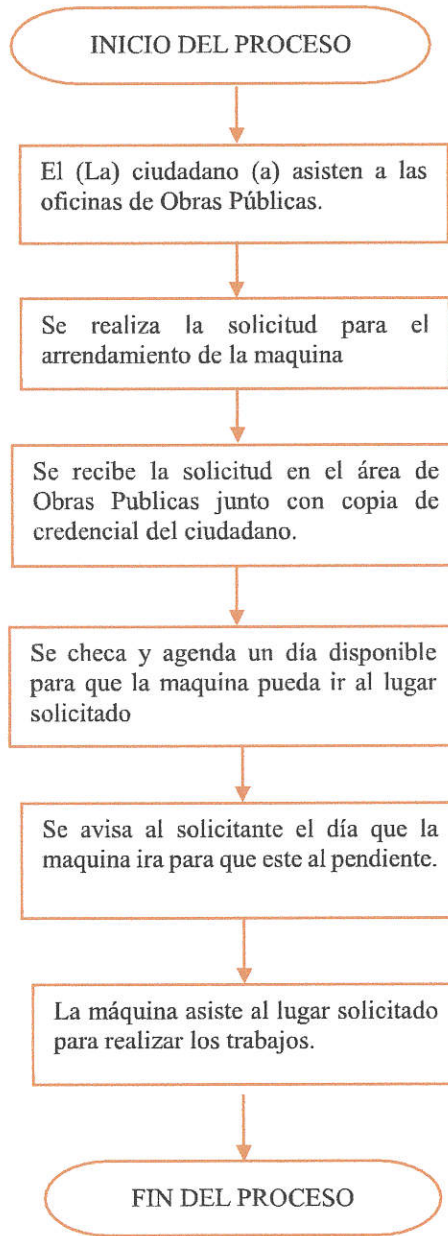 INICIO DEL PROCESO
El (La) ciudadano (a) asisten a las
oficinas de Obras Públicas.
Se realiza la solicitud para el
arrendamiento de la maquina
Se recibe la solicitud en el área de
Obras Publicas junto con copia de
credencial del ciudadano.
Se checa y agenda un día disponible
para que la maquina pueda ir al lugar
solicitado
Se avisa al solicitante el día que la
maquina ira para que este al pendiente.
La máquina asiste al lugar solicitado
para realizar los trabajos.
FIN DEL PROCESO